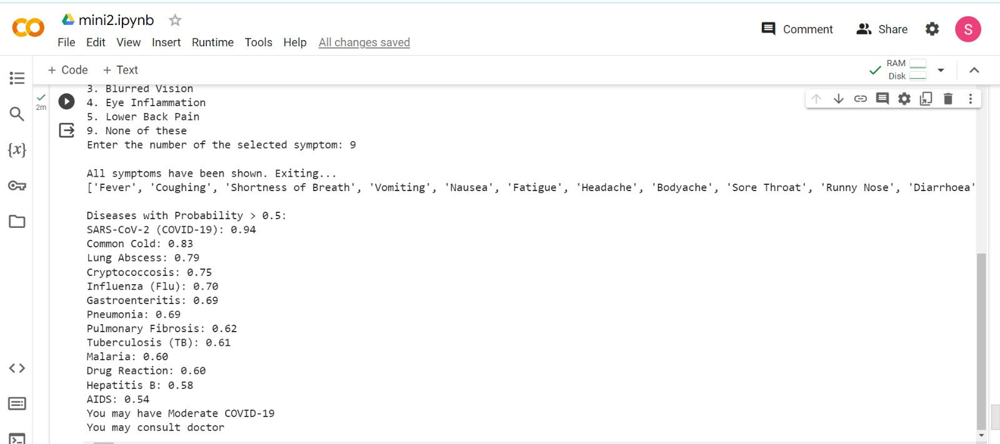 mini2.ipynb
File Edit View Insert Runtime Tools Help All changes saved
Comment Share S
+ Code + Text
RAM
Disk
2m
{x}
3. Blurred Vision
4. Eye Inflammation
5. Lower Back Pain
9. None of these
Enter the number of the selected symptom: 9
All symptoms have been shown. Exiting...
['Fever', 'Coughing', 'Shortness of Breath', 'Vomiting', 'Nausea', 'Fatigue', 'Headache', 'Bodyache', 'Sore Throat', 'Runny Nose', 'Diarrhoea'
Diseases with Probability > 0.5:
SARS-CoV-2 (COVID-19): 0.94
Common Cold: 0.83
Lung Abscess: 0.79
Cryptococcosis: 0.75
Influenza (Flu): 0.70
Gastroenteritis: 0.69
Pneumonia: 0.69
Pulmonary Fibrosis: 0.62
Tuberculosis (TB): 0.61
Malaria: 0.60
Drug Reaction: 0.60
Hepatitis B: 0.58
AIDS: 0.54
You may have Moderate COVID-19
You may consult doctor